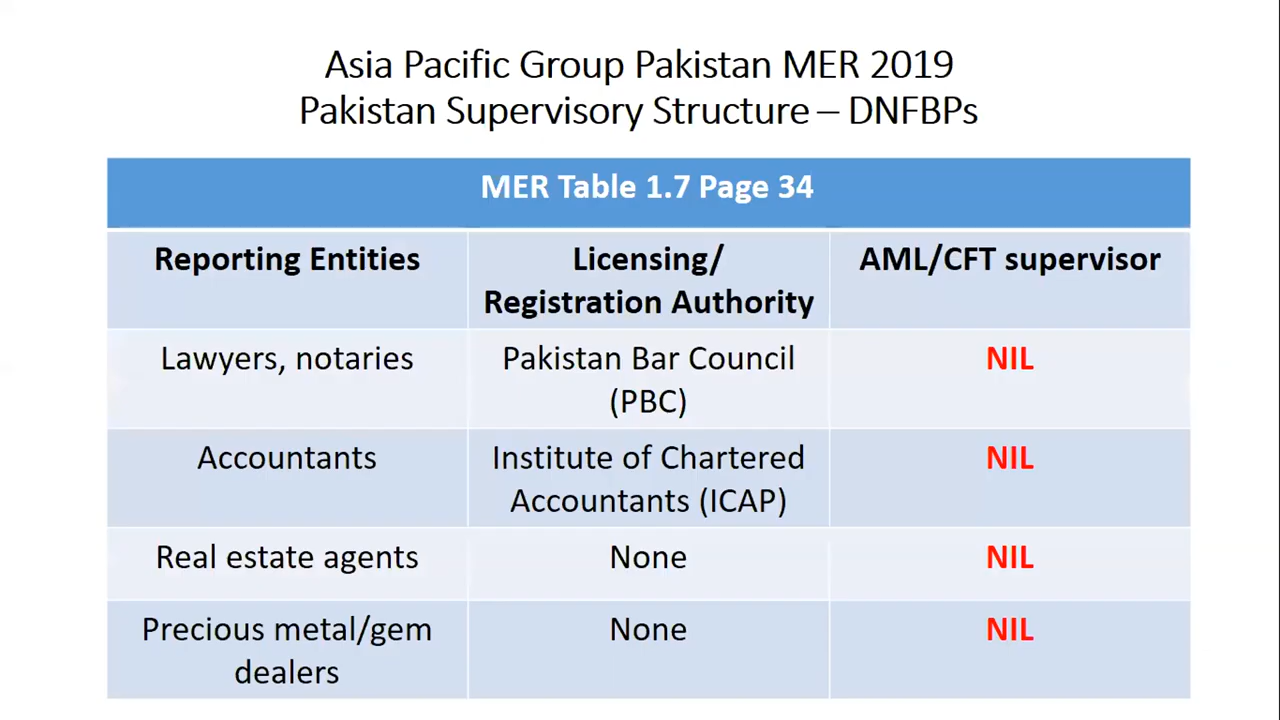 Asia Pacific Group Pakistan MER 2019
Pakistan Supervisory Structure – DNFBPs
MER Table 1.7 Page 34
Reporting Entities
Licensing/
Registration Authority
AML/CFT supervisor
Lawyers, notaries
Pakistan Bar Council
(PBC)
NIL
Accountants
Institute of Chartered
Accountants (ICAP)
NIL
Real estate agents
None
NIL
Precious metal/gem
dealers
None
NIL